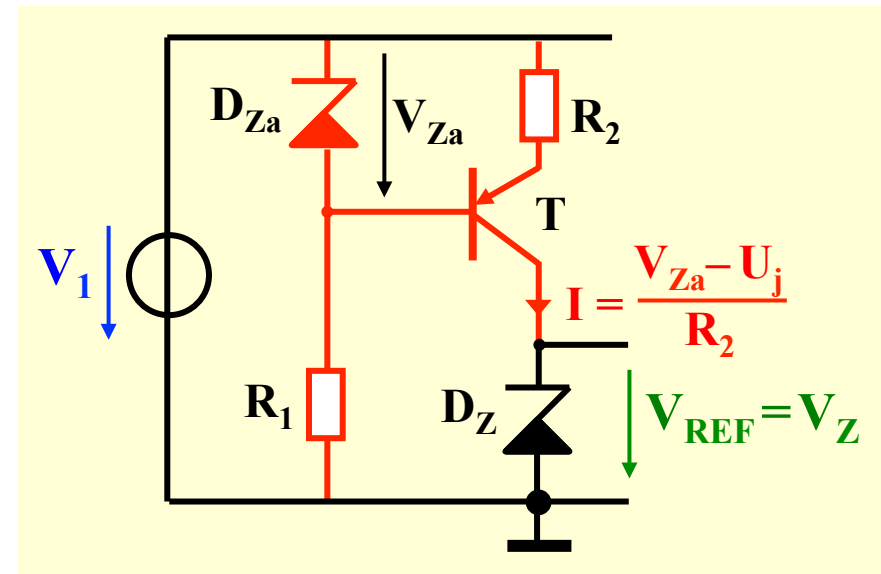 D_Za
V_Za
R_2
T
V_1
I = (V_Za – U_j) / R_2
R_1
D_Z
V_REF = V_Z